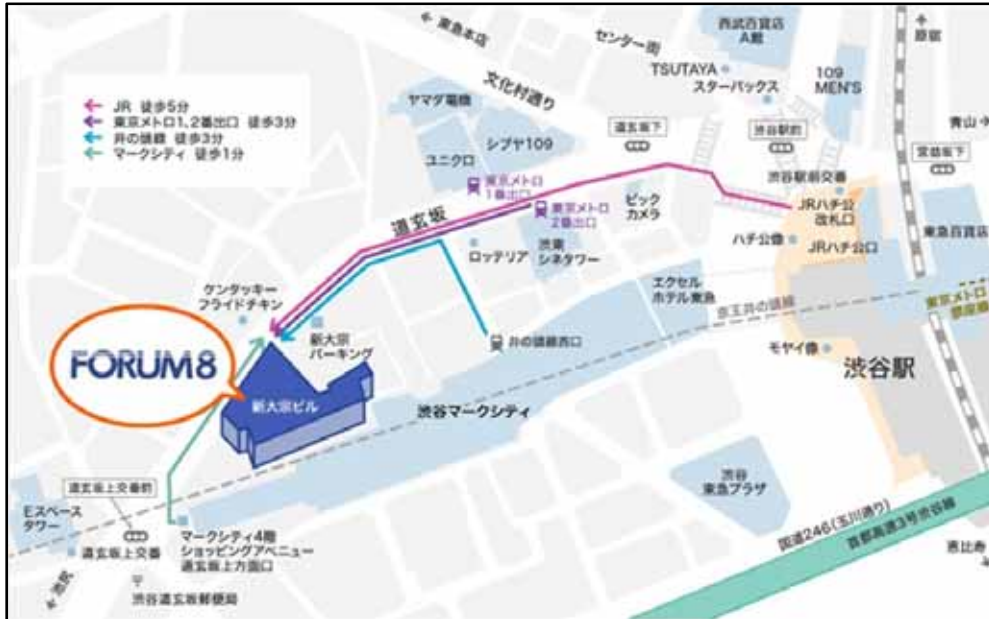 ← 東急本店
センター街
西武百貨店
A館
TSUTAYA
スターバックス
109
MEN'S
原宿
青山
JR 徒歩5分
東京メトロ1、2番出口 徒歩3分
井の頭線 徒歩3分
マークシティ 徒歩1分
文化村通り
ヤマダ電機
シブヤ109
ユニクロ
道玄坂下
渋谷駅前
宮益坂下
渋谷駅前交番
東京メトロ
1番出口
東京メトロ
2番出口
ビック
カメラ
JRハチ公
改札口
道玄坂
ロッテリア
渋東
シネタワー
ハチ公像
JRハチ公口
東急百貨店
エクセル
ホテル東急
京王井の頭線
東京メトロ
ケンタッキー
フライドチキン
新大宗
パーキング
井の頭線西口
モヤイ像
渋谷駅
FORUM8
新大宗ビル
渋谷マークシティ
渋谷
東急プラザ
道玄坂上交番前
Eスペース
タワー
道玄坂上交番
マークシティ4階
ショッピングアベニュー
道玄坂上方面口
国道246(玉川通り)
首都高速3号渋谷線
恵比寿
← 池尻
渋谷道玄坂郵便局